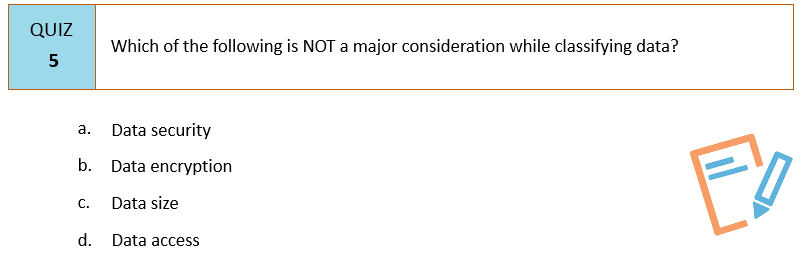 QUIZ
5
Which of the following is NOT a major consideration while classifying data?
a. Data security
b. Data encryption
c. Data size
d. Data access